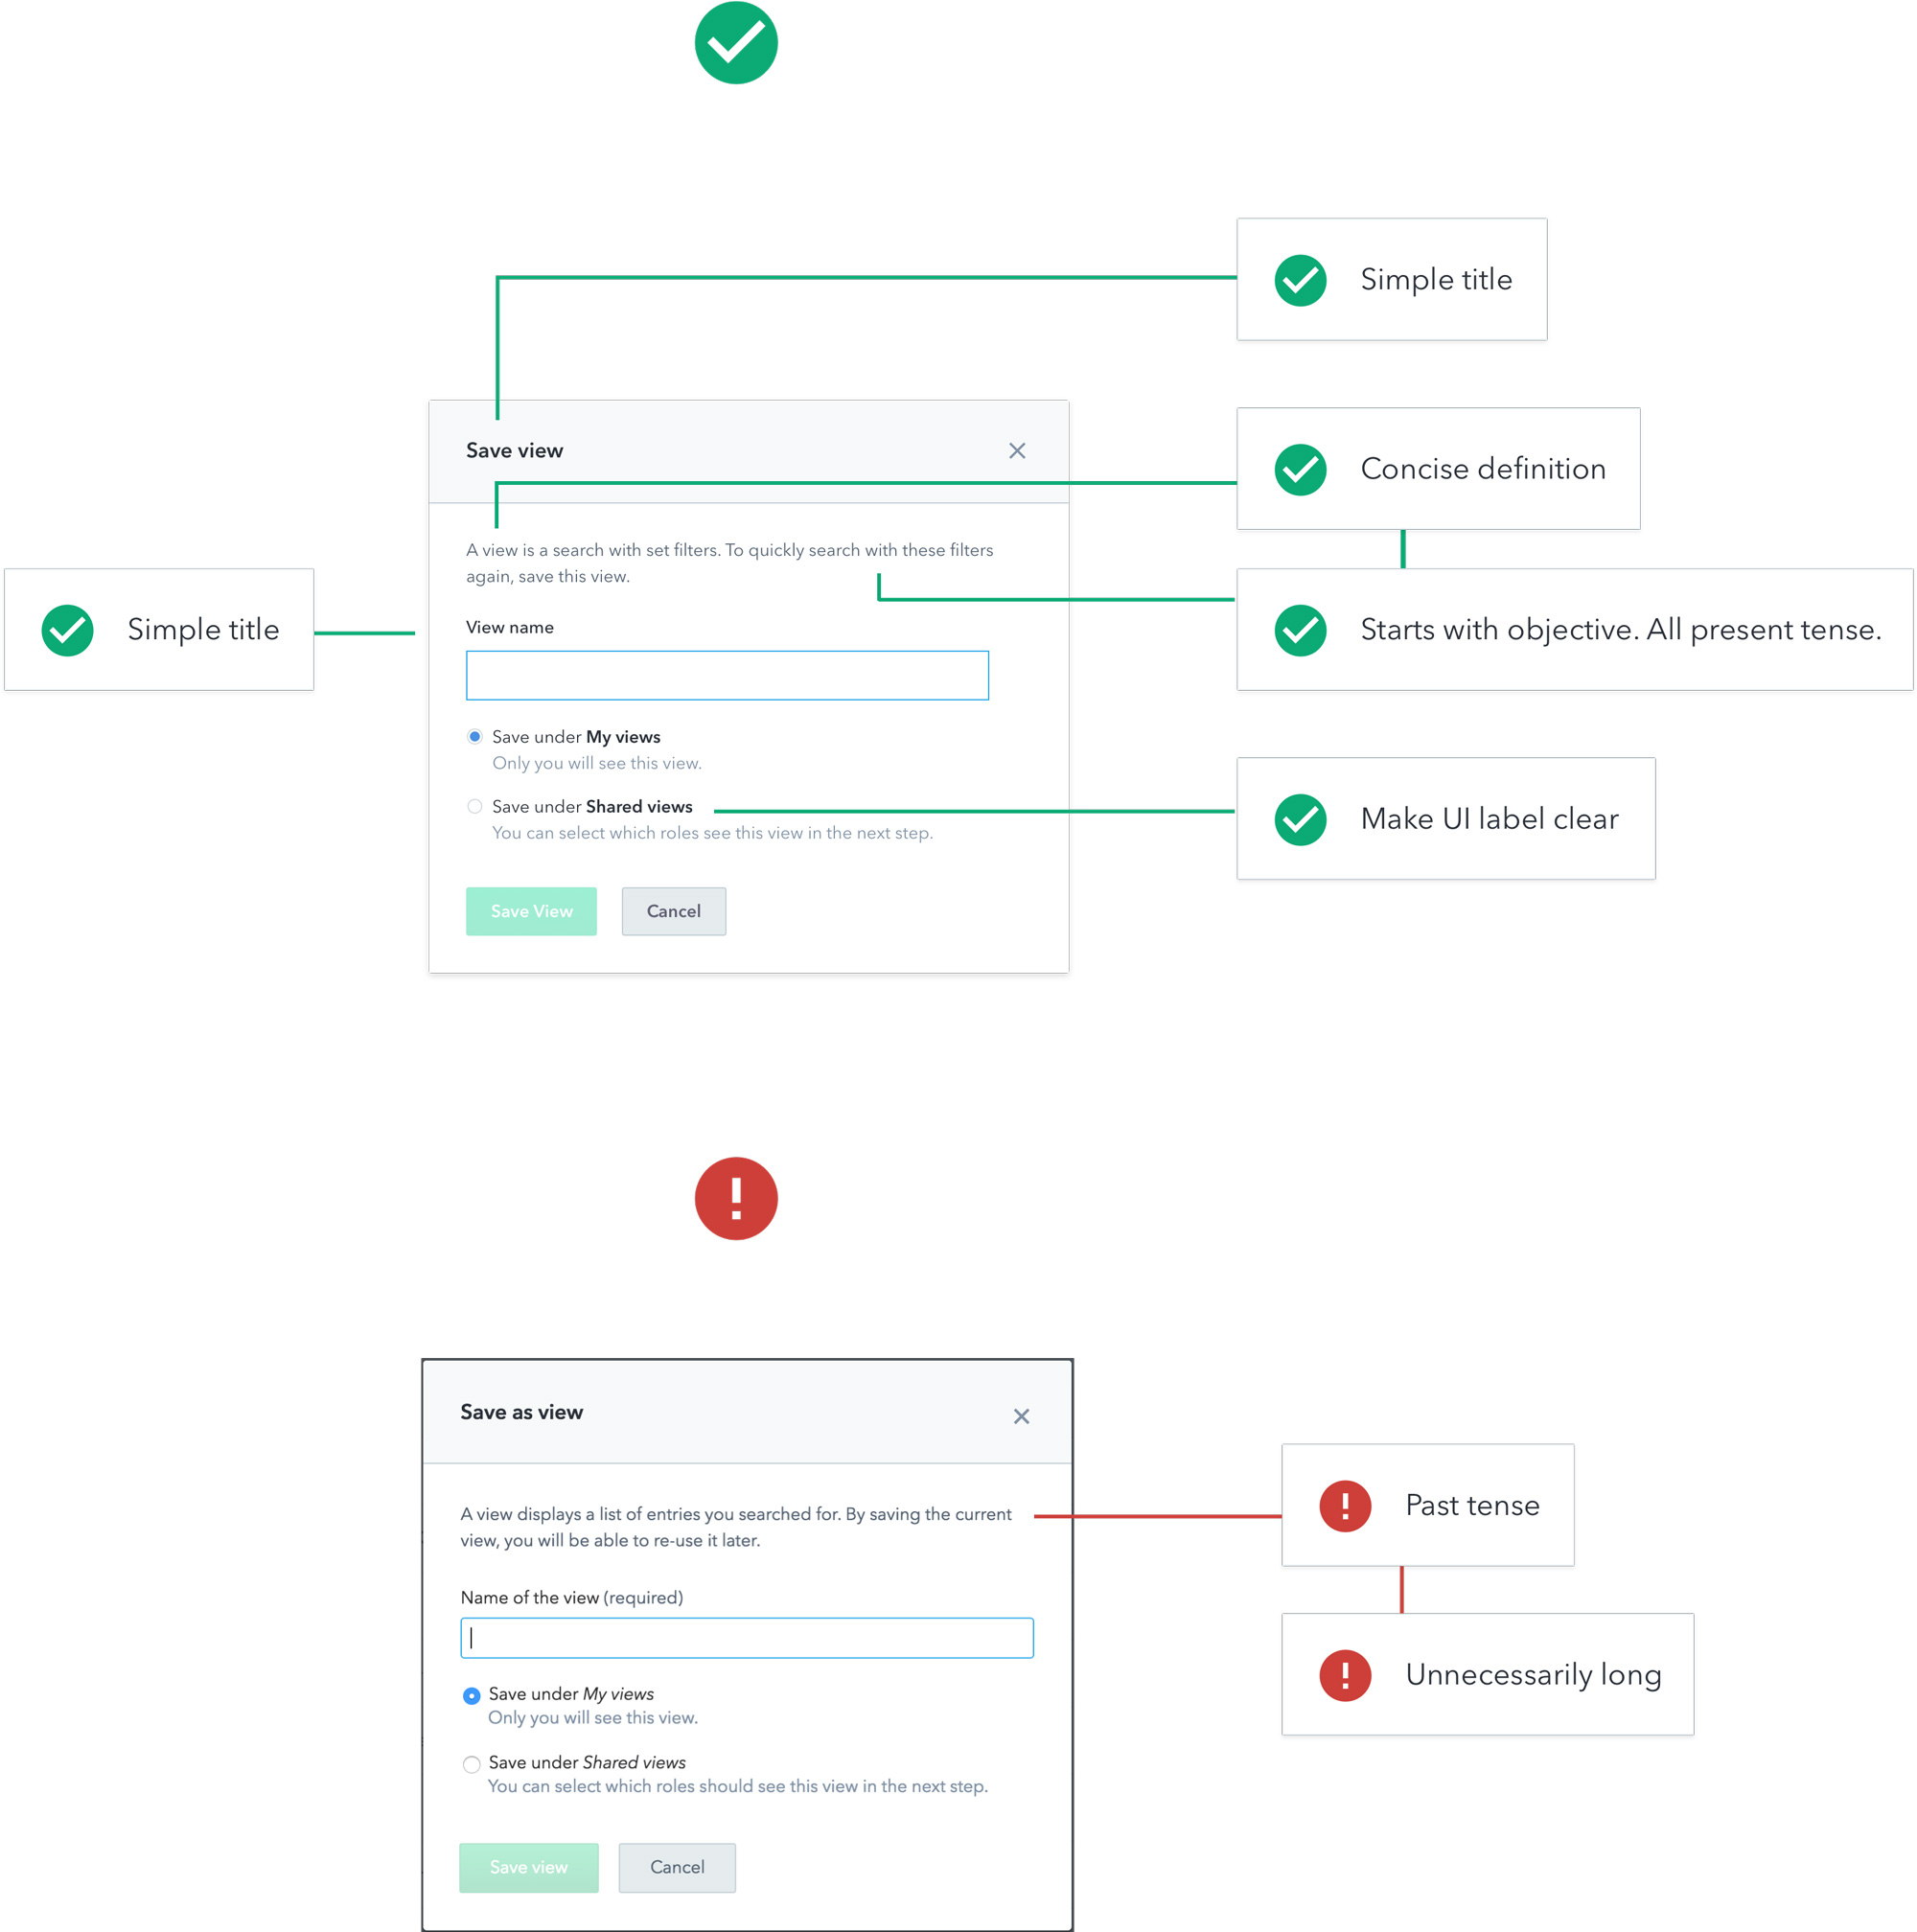 Simple title
Save view
Concise definition
A view is a search with set filters. To quickly search with these filters
again, save this view.
Simple title
Starts with objective. All present tense.
View name
Save under My views
Only you will see this view.
Save under Shared views
You can select which roles see this view in the next step.
Make UI label clear
Save View
Cancel
Save as view
A view displays a list of entries you searched for. By saving the current
view, you will be able to re-use it later.
Past tense
Name of the view (required)
Unnecessarily long
Save under My views
Only you will see this view.
Save under Shared views
You can select which roles should see this view in the next step.
Save view
Cancel